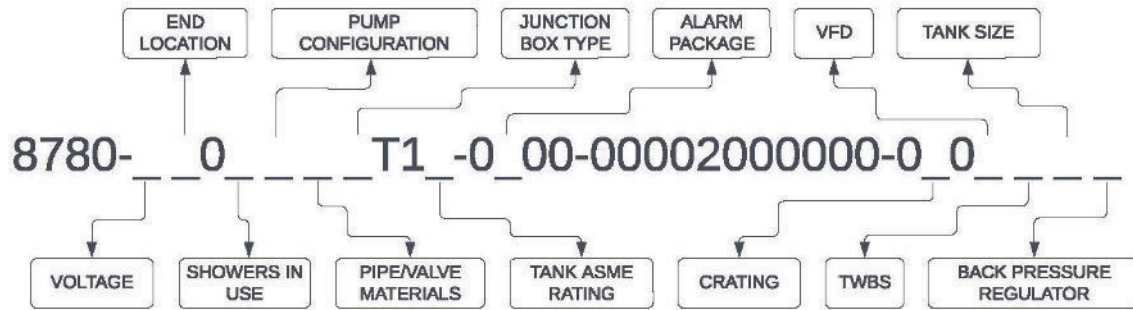 END
LOCATION
PUMP
CONFIGURATION
JUNCTION
BOX TYPE
ALARM
PACKAGE
VFD
TANK SIZE
8780-_ _0_ _ _ _T1_-0_00-00002000000-0_0_ _ _ _
VOLTAGE
SHOWERS IN
USE
PIPE/VALVE
MATERIALS
TANK ASME
RATING
CRATING
TWBS
BACK PRESSURE
REGULATOR